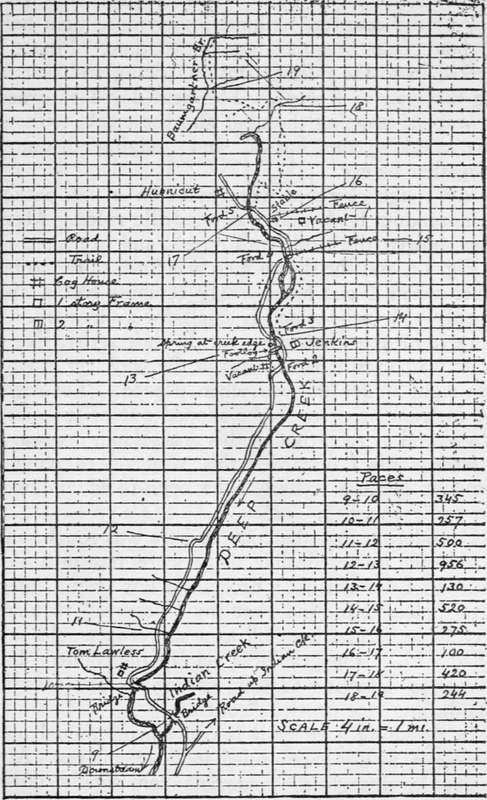 Baumgartner Br.
19
18
Hunnicut
Ford 5
Stable
16
Fence
Vacant
17
Ford 4
Fence
15
Road
Trail
Log House
1 story Frame
2 " "
Ford 3
14
Spring at creek edge
Footlog
Jenkins
Vacant
Ford 2
13
DEEP CREEK
12
11
Tom Lawless
Bridge
Indian Creek
Bridge
Road up Indian Ck.
9
Downstream
Paces
9-10 345
10-11 257
11-12 500
12-13 956
13-14 130
14-15 520
15-16 275
16-17 100
17-18 420
18-19 244
SCALE 4 in. = 1 mi.